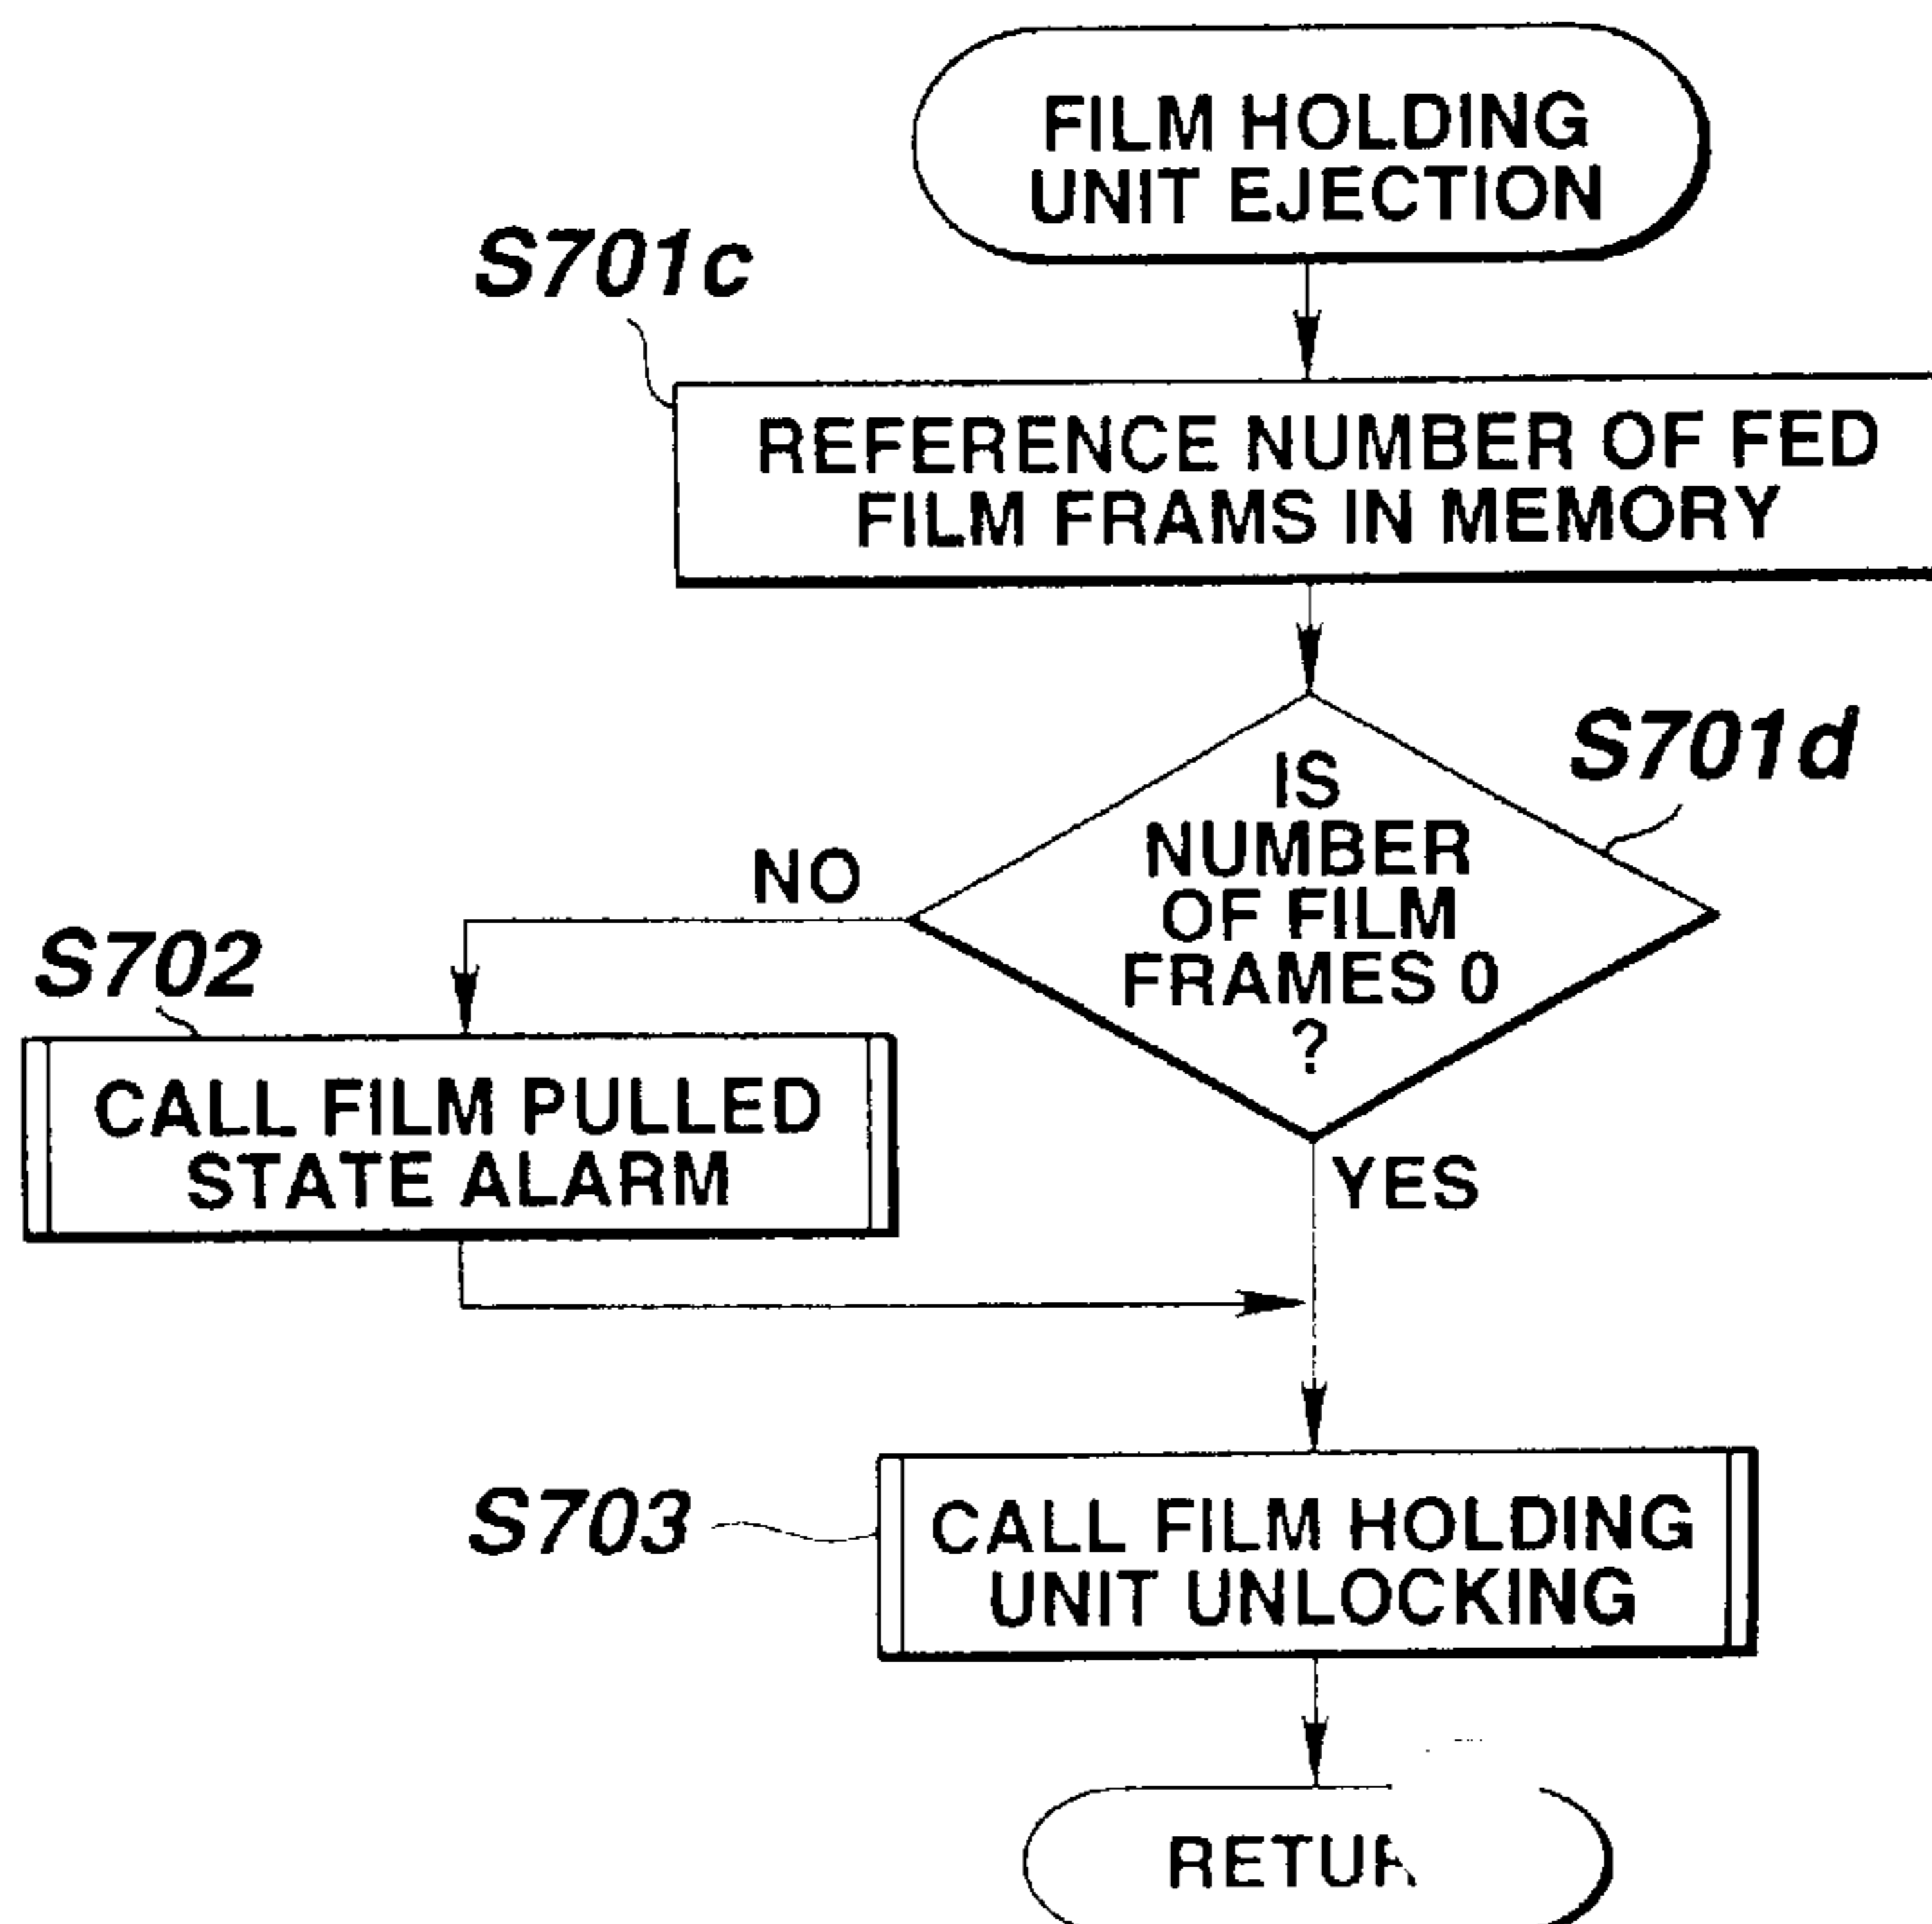 FILM HOLDING
UNIT EJECTION
S701c
REFERENCE NUMBER OF FED
FILM FRAMS IN MEMORY
S701d
IS
NUMBER
OF FILM
FRAMES 0
?
NO
S702
CALL FILM PULLED
STATE ALARM
YES
S703
CALL FILM HOLDING
UNIT UNLOCKING